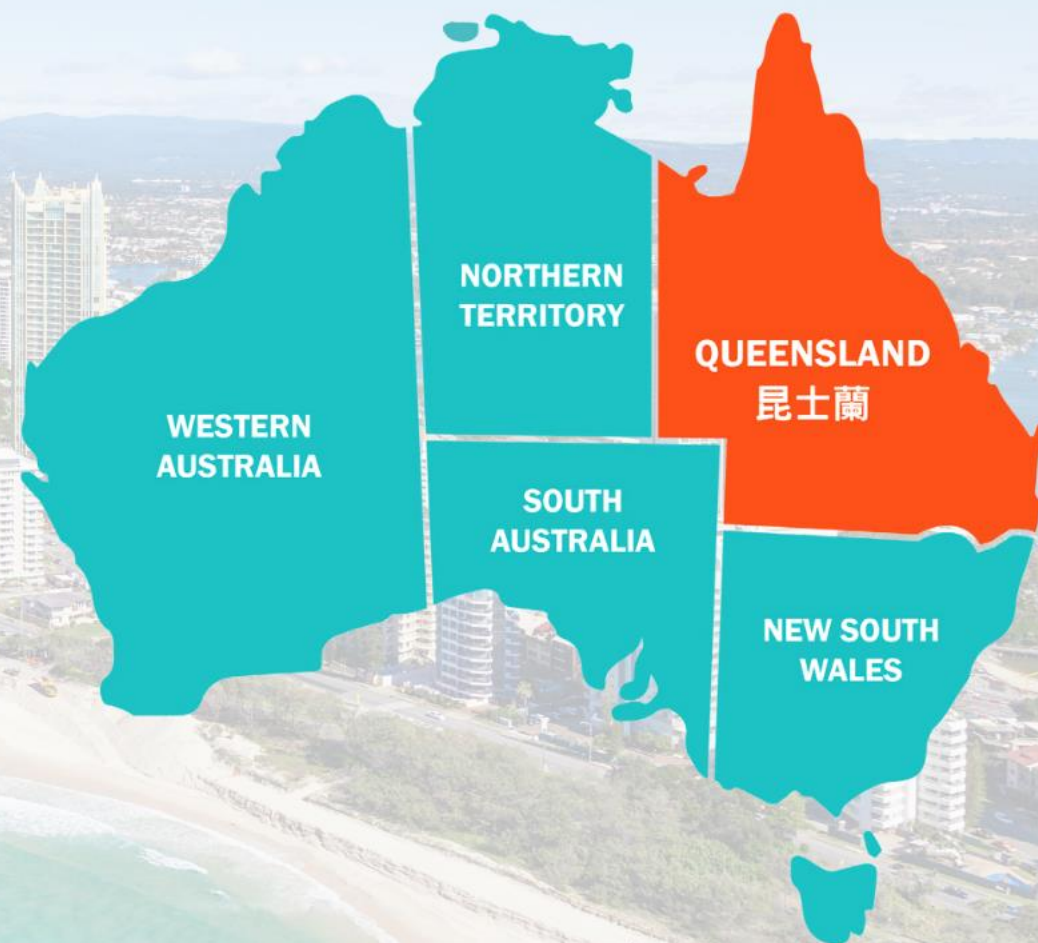 NORTHERN
TERRITORY
QUEENSLAND
昆士蘭
WESTERN
AUSTRALIA
SOUTH
AUSTRALIA
NEW SOUTH
WALES